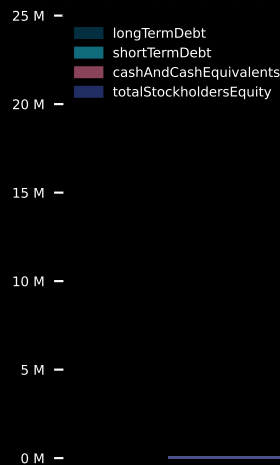 25 M
longTermDebt
shortTermDebt
cashAndCashEquivalents
totalStockholdersEquity
20 M
15 M
10 M
5 M
0 M